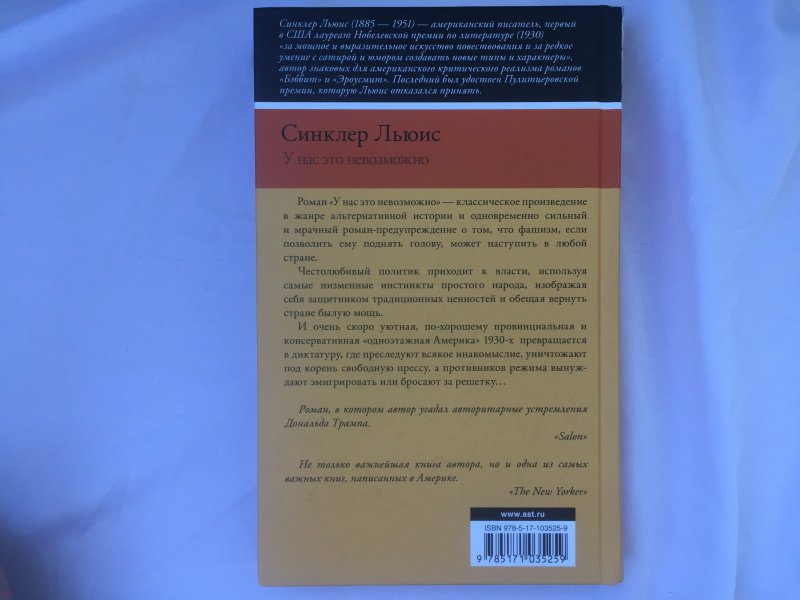 Синклер Льюис (1885 — 1951) — американский писатель, первый
в США лауреат Нобелевской премии по литературе (1930)
«за мощное и выразительное искусство повествования и за редкое
умение с сатирой и юмором создавать новые типы и характеры»,
автор знаковых для американского критического реализма романов
«Бэббит» и «Эроусмит». Последний был удостоен Пулитцеровской
премии, которую Льюис отказался принять.
Синклер Льюис
У нас это невозможно
Роман «У нас это невозможно» — классическое произведение
в жанре альтернативной истории и одновременно сильный
и мрачный роман-предупреждение о том, что фашизм, если
позволить ему поднять голову, может наступить в любой
стране.
Честолюбивый политик приходит к власти, используя
самые низменные инстинкты простого народа, изображая
себя защитником традиционных ценностей и обещая вернуть
стране былую мощь.
И очень скоро уютная, по-хорошему провинциальная и
консервативная «одноэтажная Америка» 1930-х превращается
в диктатуру, где преследуют всякое инакомыслие, уничтожают
под корень свободную прессу, а противников режима вынуж-
дают эмигрировать или бросают за решетку...
Роман, в котором автор угадал авторитарные устремления
Дональда Трампа.
«Salon»
Не только важнейшая книга автора, но и одна из самых
важных книг, написанных в Америке.
«The New Yorker»
www.ast.ru
ISBN 978-5-17-103525-9
9 785171 035259